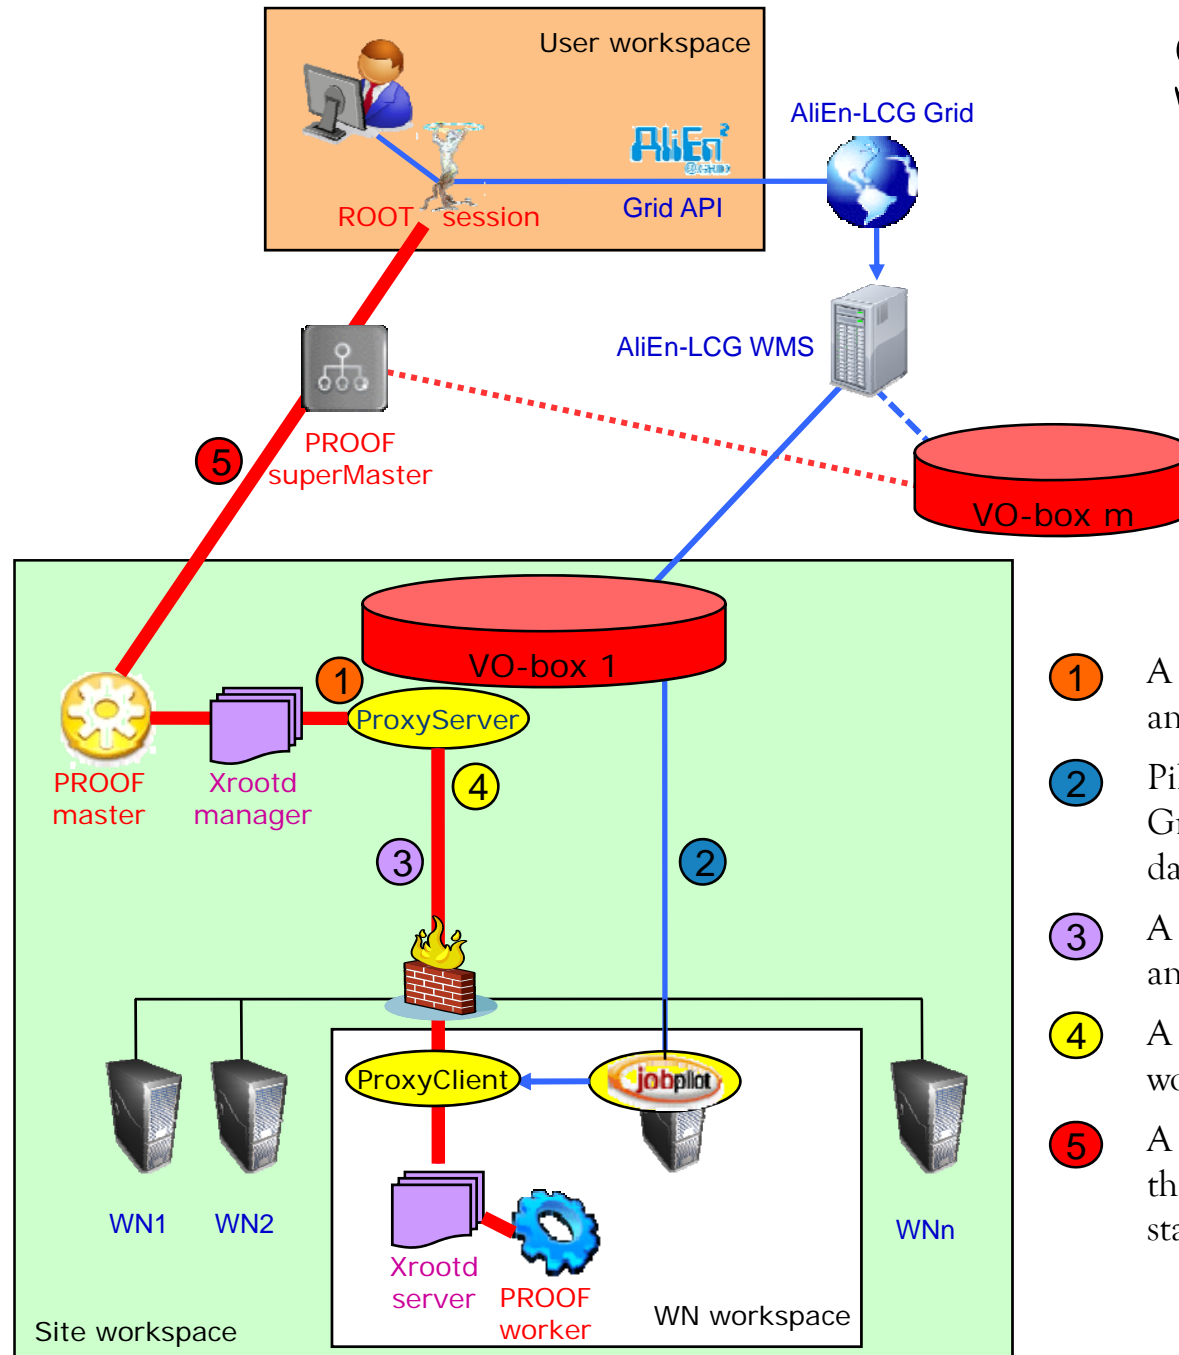 User workspace
AliEn-LCG Grid
AliEn²
Grid API
ROOT session
AliEn-LCG WMS
PROOF
superMaster
5
VO-box m
VO-box 1
1
ProxyServer
PROOF
master
Xrootd
manager
4
3
2
ProxyClient
jobpilot
WN1
WN2
WNn
Xrootd
server
PROOF
worker
WN workspace
Site workspace
1 A
an
2 Pil
Gr
da
3 A
an
4 A
wo
5 A
th
sta